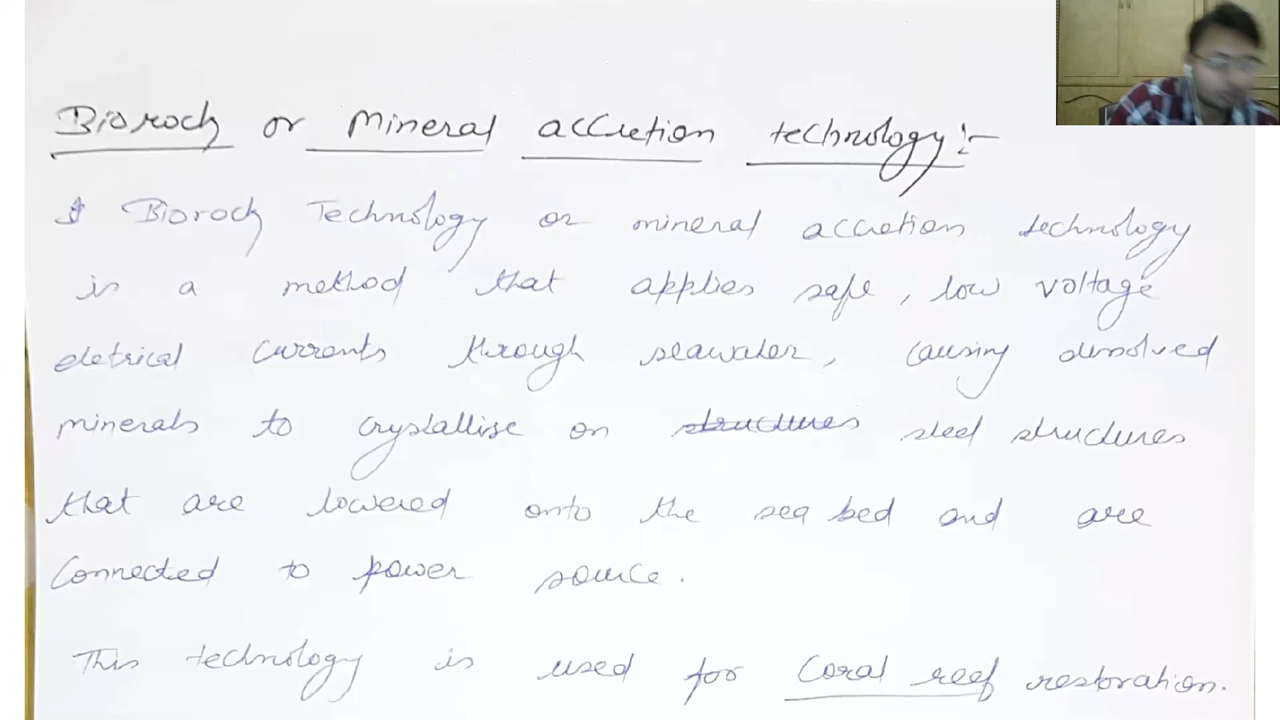 Biorock or mineral accretion technology:-
Biorock Technology or mineral accretion technology
is a method that applies safe, low voltage
eletrical currents through seawater, causing dissolved
minerals to crystallise on structures steel structures
that are lowered onto the sea bed and are
Connected to power source.
This technology is used for Coral reef restoration.